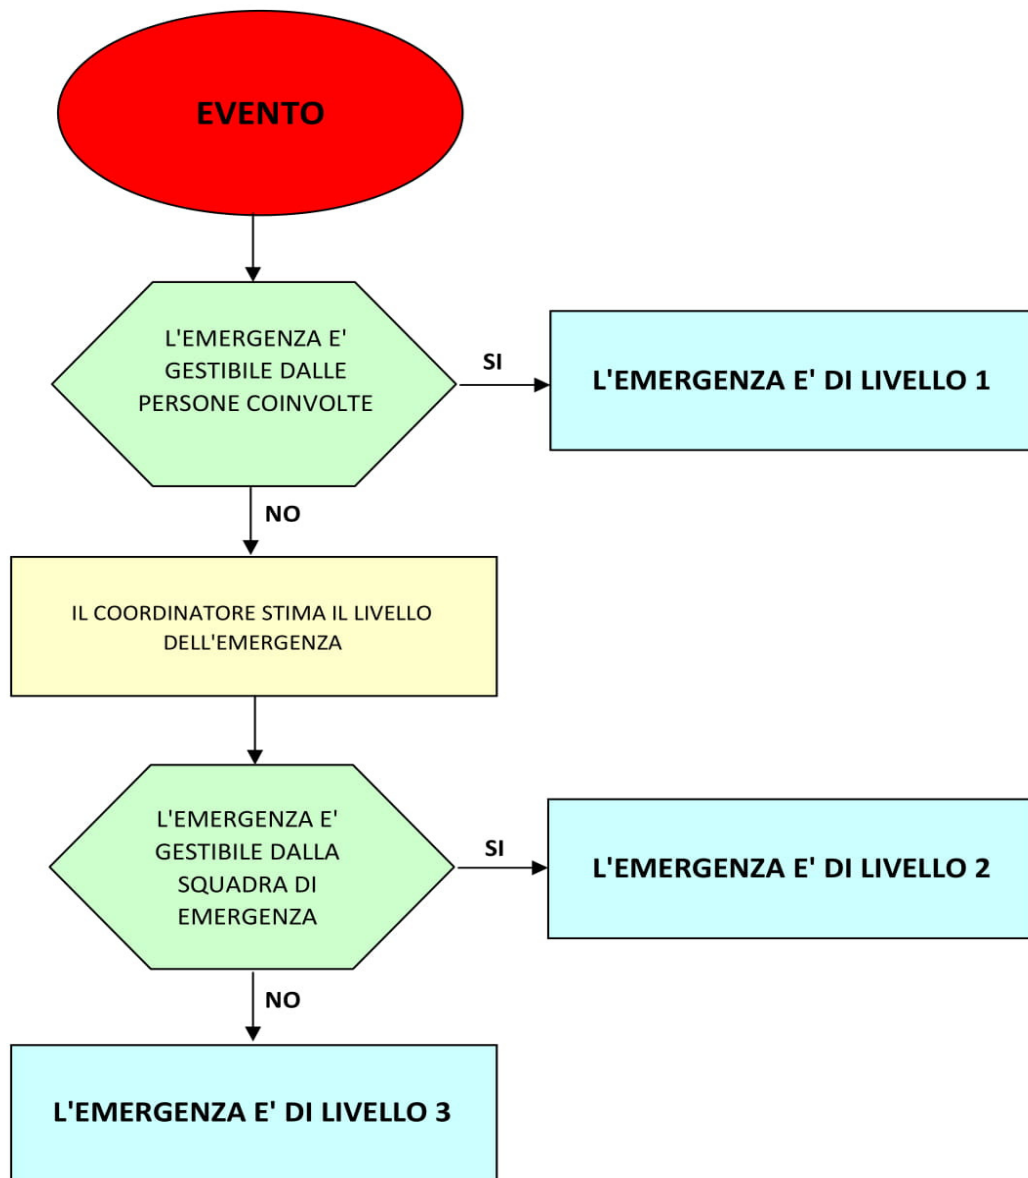 EVENTO
L'EMERGENZA E'
GESTIBILE DALLE
PERSONE COINVOLTE
SI
L'EMERGENZA E' DI LIVELLO 1
NO
IL COORDINATORE STIMA IL LIVELLO
DELL'EMERGENZA
L'EMERGENZA E'
GESTIBILE DALLA
SQUADRA DI
EMERGENZA
SI
L'EMERGENZA E' DI LIVELLO 2
NO
L'EMERGENZA E' DI LIVELLO 3